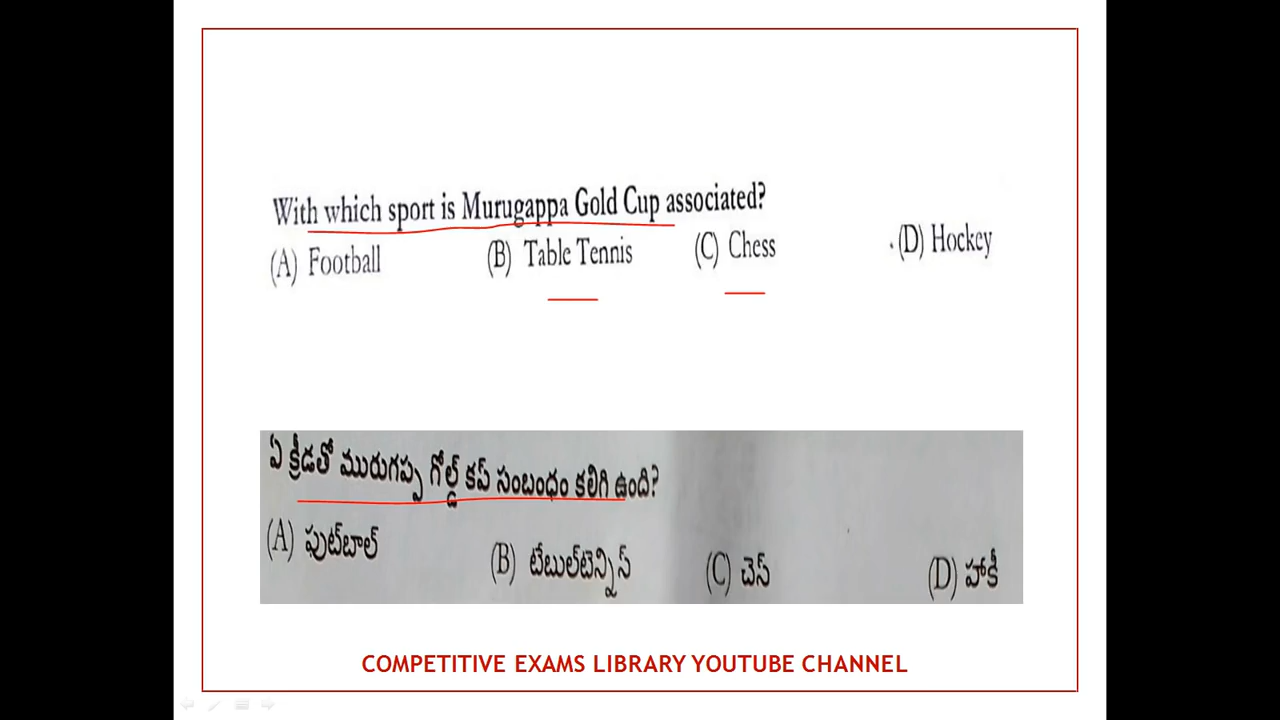 With which sport is Murugappa Gold Cup associated?
(A) Football (B) Table Tennis (C) Chess (D) Hockey
ఏ క్రీడతో మురుగప్ప గోల్డ్ కప్ సంబంధం కలిగి ఉంది?
(A) ఫుట్‌బాల్ (B) టేబుల్‌టెన్నిస్ (C) చెస్ (D) హాకీ
COMPETITIVE EXAMS LIBRARY YOUTUBE CHANNEL